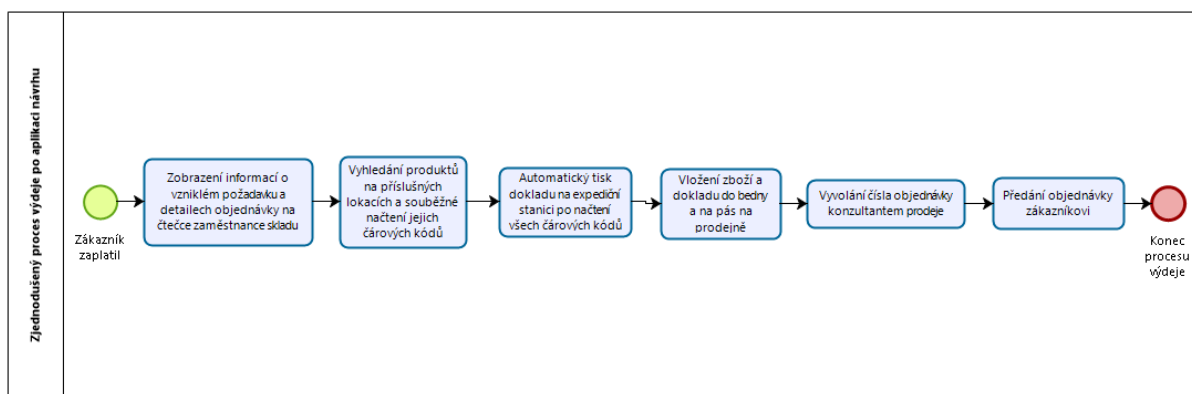 Zjednodušený proces výdeje po aplikaci návrhu
Zákazník
zaplatil
Zobrazení informací o
vzniklém požadavku a
detailech objednávky na
čtečce zaměstnance skladu
Vyhledání produktů
na příslušných
lokacích a souběžné
načtení jejich
čárových kódů
Automatický tisk
dokladu na expediční
stanici po načtení
všech čárových kódů
Vložení zboží a
dokladu do bedny
a na pás na
prodejně
Vyvolání čísla objednávky
konzultantem prodeje
Předání objednávky
zákazníkovi
Konec
procesu
výdeje